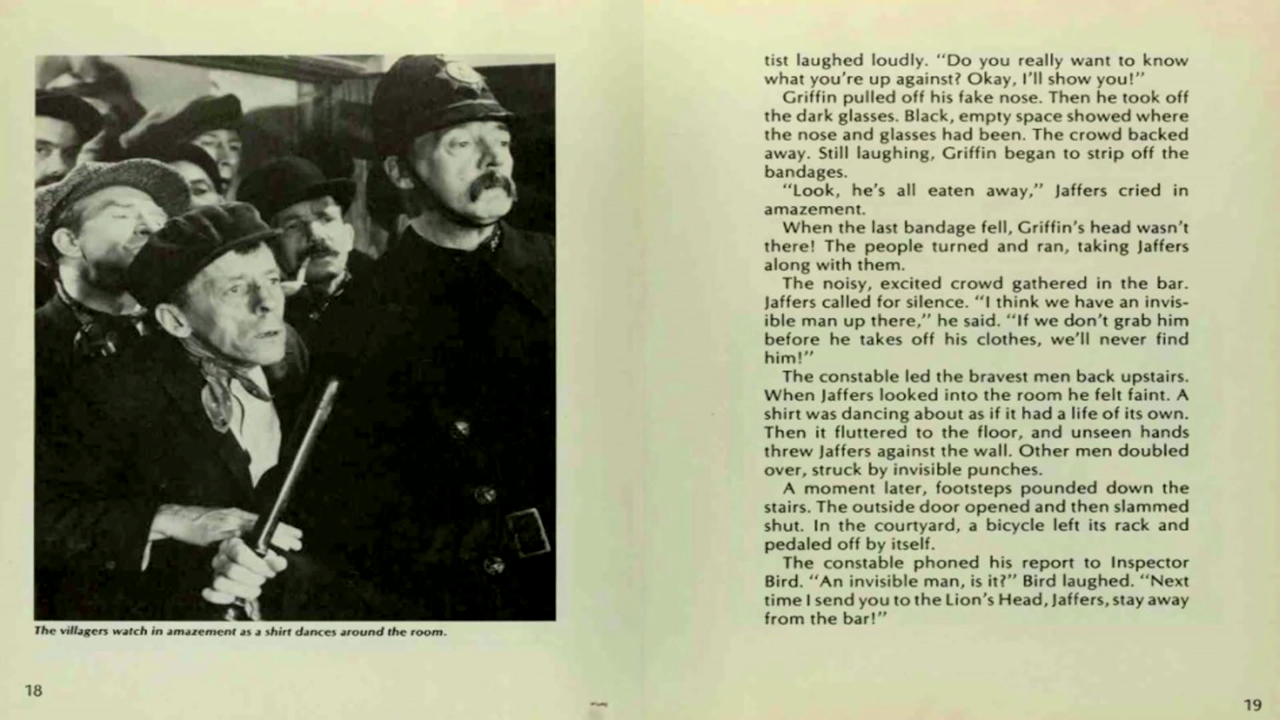 The villagers watch in amazement as a shirt dances around the room.
18
tist laughed loudly. “Do you really want to know
what you’re up against? Okay, I’ll show you!”
Griffin pulled off his fake nose. Then he took off
the dark glasses. Black, empty space showed where
the nose and glasses had been. The crowd backed
away. Still laughing, Griffin began to strip off the
bandages.
“Look, he’s all eaten away,” Jaffers cried in
amazement.
When the last bandage fell, Griffin’s head wasn’t
there! The people turned and ran, taking Jaffers
along with them.
The noisy, excited crowd gathered in the bar.
Jaffers called for silence. “I think we have an invis-
ible man up there,” he said. “If we don’t grab him
before he takes off his clothes, we’ll never find
him!”
The constable led the bravest men back upstairs.
When Jaffers looked into the room he felt faint. A
shirt was dancing about as if it had a life of its own.
Then it fluttered to the floor, and unseen hands
threw Jaffers against the wall. Other men doubled
over, struck by invisible punches.
A moment later, footsteps pounded down the
stairs. The outside door opened and then slammed
shut. In the courtyard, a bicycle left its rack and
pedaled off by itself.
The constable phoned his report to Inspector
Bird. “An invisible man, is it?” Bird laughed. “Next
time I send you to the Lion’s Head, Jaffers, stay away
from the bar!”
19